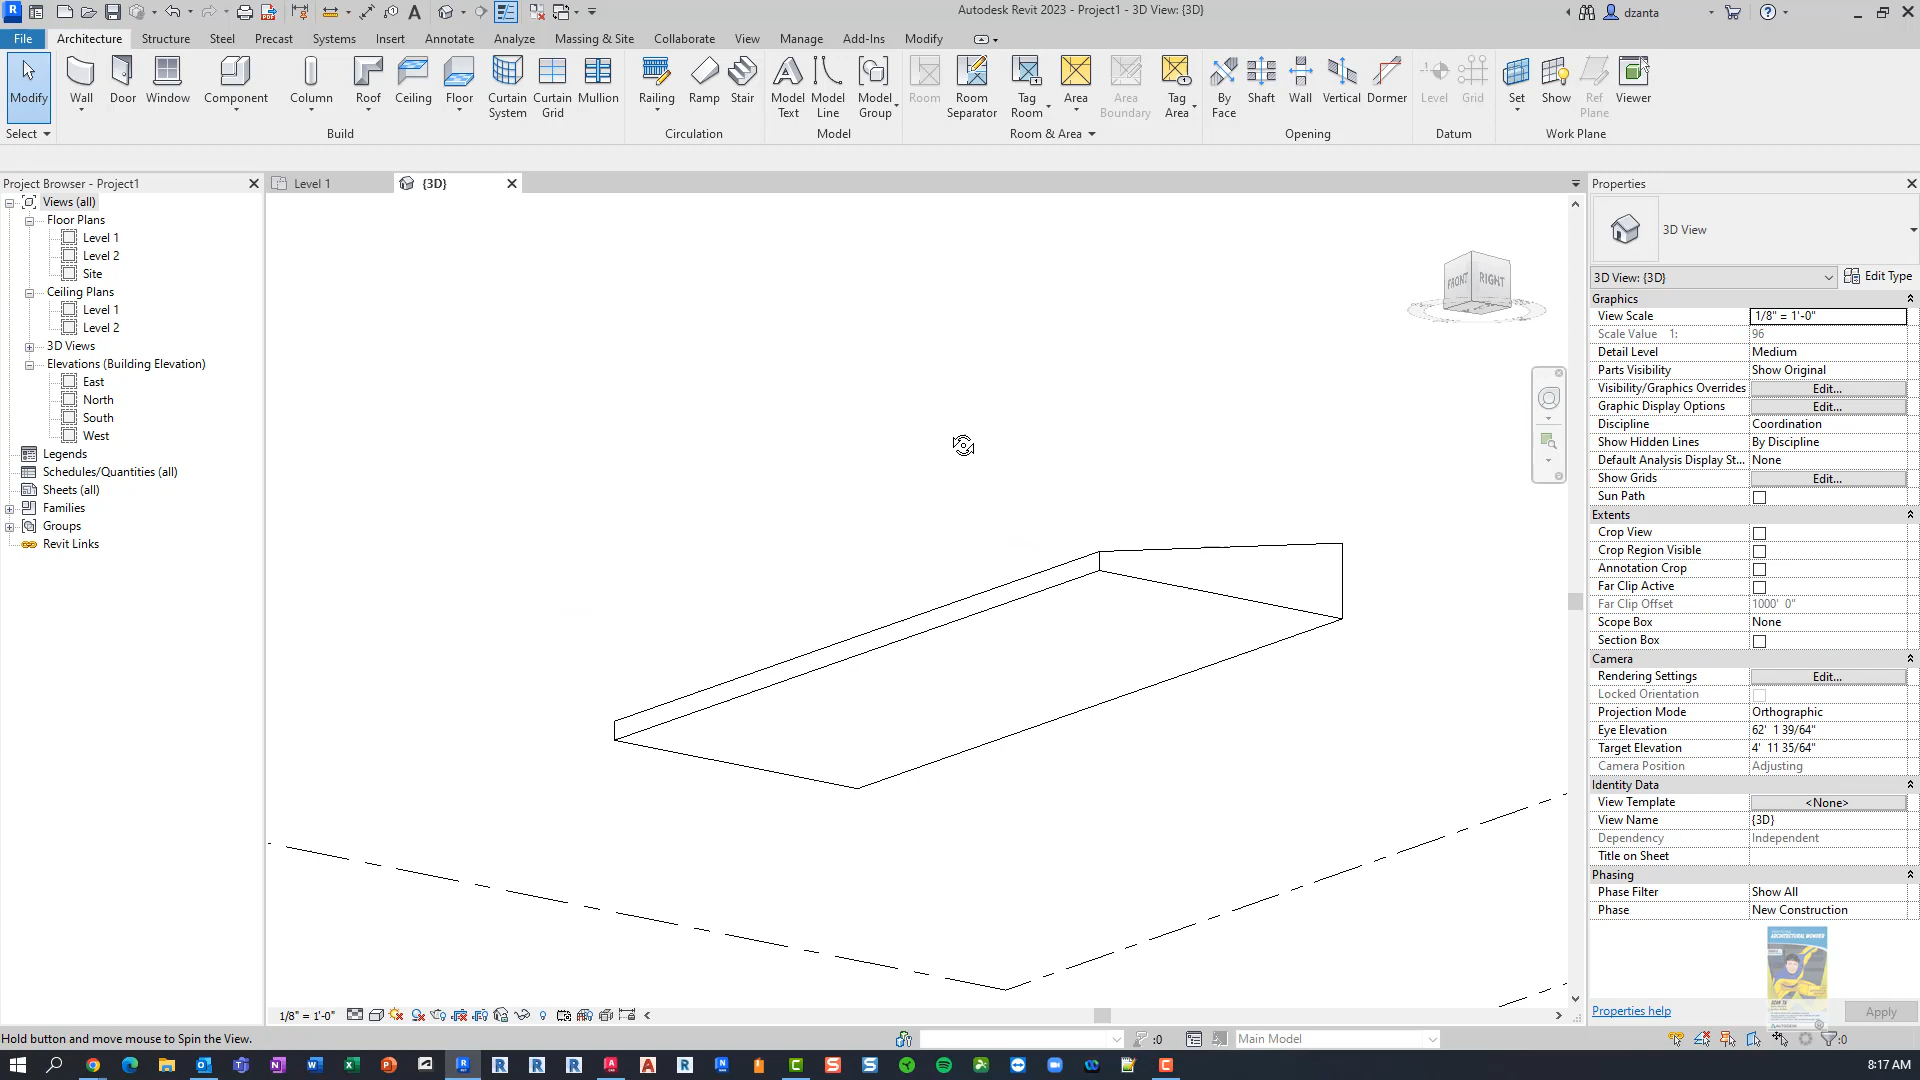 Autodesk Revit 2023 - Project1 - 3D View: {3D}
dzanta
File Architecture Structure Steel Precast Systems Insert Annotate Analyze Massing & Site Collaborate View Manage Add-Ins Modify
Modify Wall Door Window Component Column Roof Ceiling Floor Curtain System Curtain Grid Mullion Railing Ramp Stair Model Text Model Line Model Group Room Room Separator Tag Room Area Area Boundary Tag Area By Face Shaft Wall Vertical Dormer Level Grid Set Show Ref Plane Viewer
Select Build Circulation Model Room & Area Opening Datum Work Plane
Project Browser - Project1
Views (all)
Floor Plans
Level 1
Level 2
Site
Ceiling Plans
Level 1
Level 2
3D Views
Elevations (Building Elevation)
East
North
South
West
Legends
Schedules/Quantities (all)
Sheets (all)
Families
Groups
Revit Links
Level 1 {3D}
FRONT RIGHT
Properties
3D View
3D View: {3D} Edit Type
Graphics
View Scale 1/8" = 1'-0"
Scale Value 1: 96
Detail Level Medium
Parts Visibility Show Original
Visibility/Graphics Overrides Edit...
Graphic Display Options Edit...
Discipline Coordination
Show Hidden Lines By Discipline
Default Analysis Display St... None
Show Grids Edit...
Sun Path
Extents
Crop View
Crop Region Visible
Annotation Crop
Far Clip Active
Far Clip Offset 1000' 0"
Scope Box None
Section Box
Camera
Rendering Settings Edit...
Locked Orientation
Projection Mode Orthographic
Eye Elevation 62' 1 39/64"
Target Elevation 4' 11 35/64"
Camera Position Adjusting
Identity Data
View Template <None>
View Name {3D}
Dependency Independent
Title on Sheet
Phasing
Phase Filter Show All
Phase New Construction
ARCHITECTURAL WONDER
Properties help Apply
1/8" = 1'-0"
Hold button and move mouse to Spin the View. :0 Main Model :0
8:17 AM